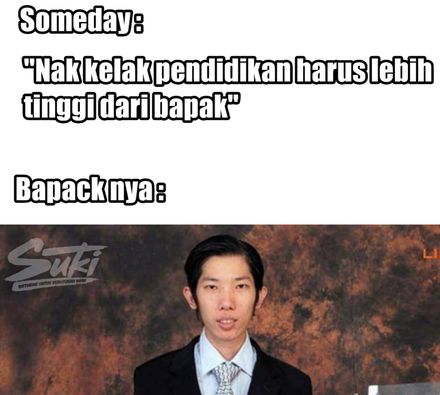 Someday :
"Nak kelak pendidikan harus lebih
tinggi dari bapak"
Bapack nya :
Suki